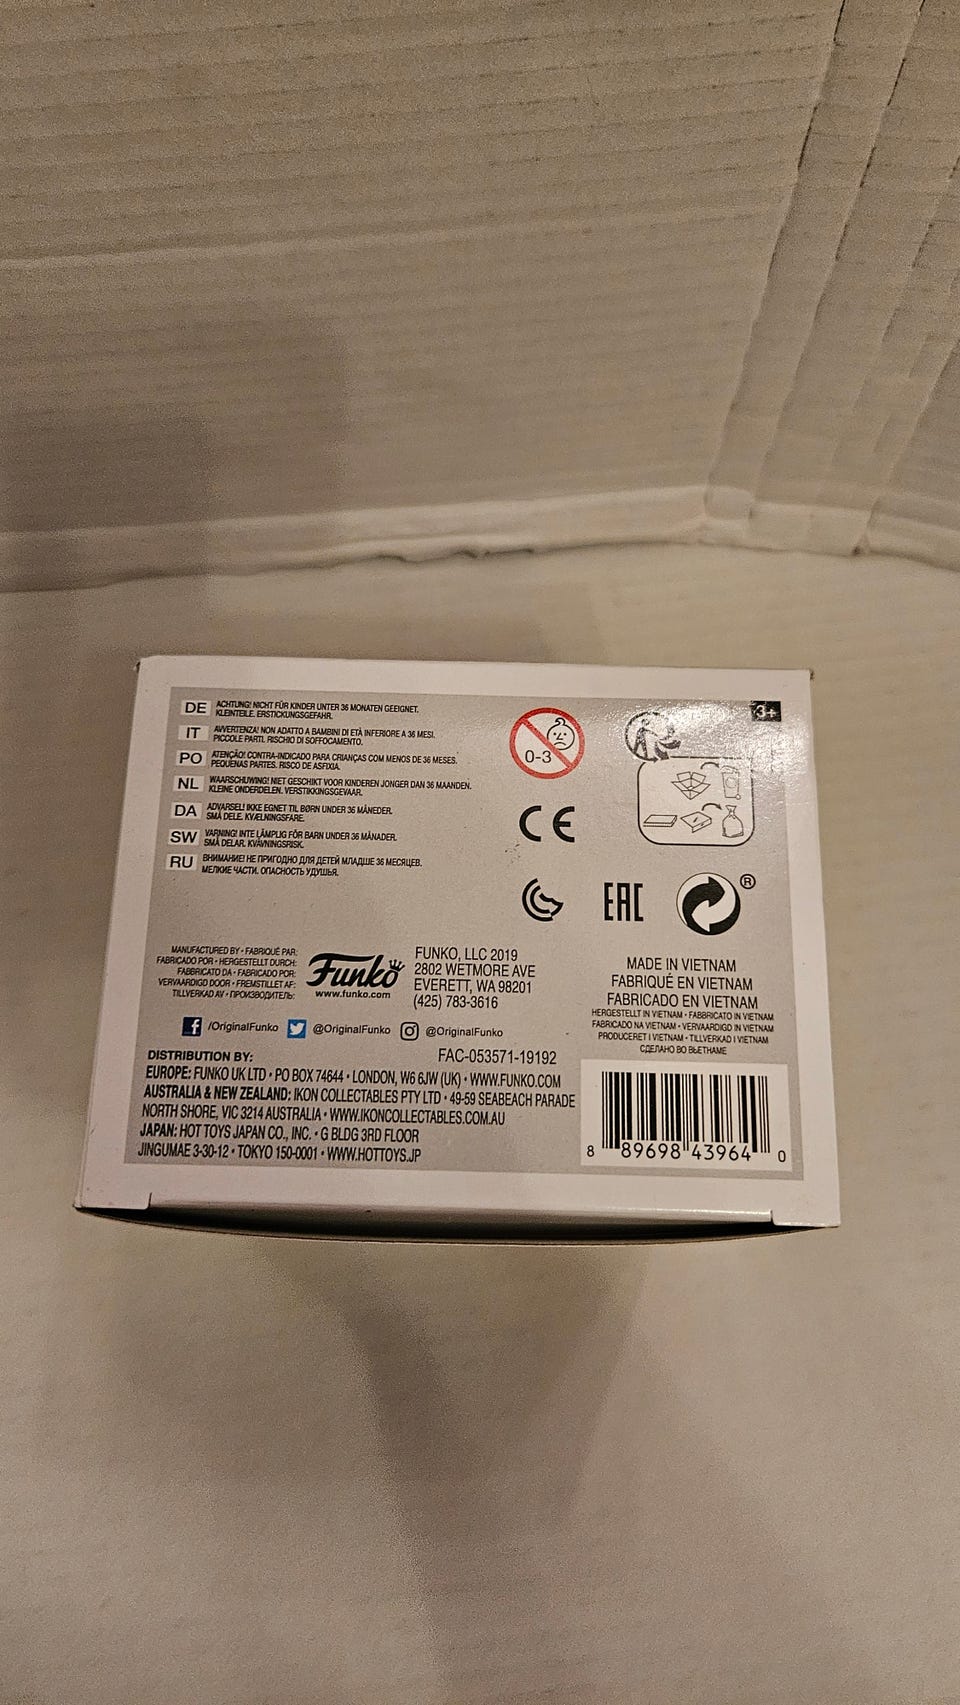 DE ACHTUNG! NICHT FÜR KINDER UNTER 36 MONATEN GEEIGNET.
KLEINTEILE. ERSTICKUNGSGEFAHR.
IT AVVERTENZA! NON ADATTO A BAMBINI DI ETÀ INFERIORE A 36 MESI.
PICCOLE PARTI. RISCHIO DI SOFFOCAMENTO.
PO ATENÇÃO! CONTRA-INDICADO PARA CRIANÇAS COM MENOS DE 36 MESES.
PEQUENAS PARTES. RISCO DE ASFIXIA.
NL WAARSCHUWING! NIET GESCHIKT VOOR KINDEREN JONGER DAN 36 MAANDEN.
KLEINE ONDERDELEN. VERSTIKKINGSGEVAAR.
DA ADVARSEL! IKKE EGNET TIL BØRN UNDER 36 MÅNEDER.
SMÅ DELE. KVÆLNINGSFARE.
SW VARNING! INTE LÄMPLIG FÖR BARN UNDER 36 MÅNADER.
SMÅ DELAR. KVÄVNINGSRISK.
RU ВНИМАНИЕ! НЕ ПРИГОДНО ДЛЯ ДЕТЕЙ МЛАДШЕ 36 МЕСЯЦЕВ.
МЕЛКИЕ ЧАСТИ. ОПАСНОСТЬ УДУШЬЯ.
0-3
3+
CE
EAC
®
MANUFACTURED BY • FABRIQUÉ PAR:
FABRICADO POR • HERGESTELLT DURCH:
FABBRICATO DA • FABRICADO POR:
VERVAARDIGD DOOR • FREMSTILLET AF:
TILLVERKAD AV • ПРОИЗВОДИТЕЛЬ:
Funko
www.funko.com
FUNKO, LLC 2019
2802 WETMORE AVE
EVERETT, WA 98201
(425) 783-3616
MADE IN VIETNAM
FABRIQUÉ EN VIETNAM
FABRICADO EN VIETNAM
HERGESTELLT IN VIETNAM • FABBRICATO IN VIETNAM
FABRICADO NA VIETNAM • VERVAARDIGD IN VIETNAM
PRODUCERET I VIETNAM • TILLVERKAD I VIETNAM
СДЕЛАНО ВО ВЬЕТНАМЕ
/OriginalFunko @OriginalFunko @OriginalFunko
FAC-053571-19192
DISTRIBUTION BY:
EUROPE: FUNKO UK LTD • PO BOX 74644 • LONDON, W6 6JW (UK) • WWW.FUNKO.COM
AUSTRALIA & NEW ZEALAND: IKON COLLECTABLES PTY LTD • 49-59 SEABEACH PARADE
NORTH SHORE, VIC 3214 AUSTRALIA • WWW.IKONCOLLECTABLES.COM.AU
JAPAN: HOT TOYS JAPAN CO., INC. • G BLDG 3RD FLOOR
JINGUMAE 3-30-12 • TOKYO 150-0001 • WWW.HOTTOYS.JP
8 89698 43964 0